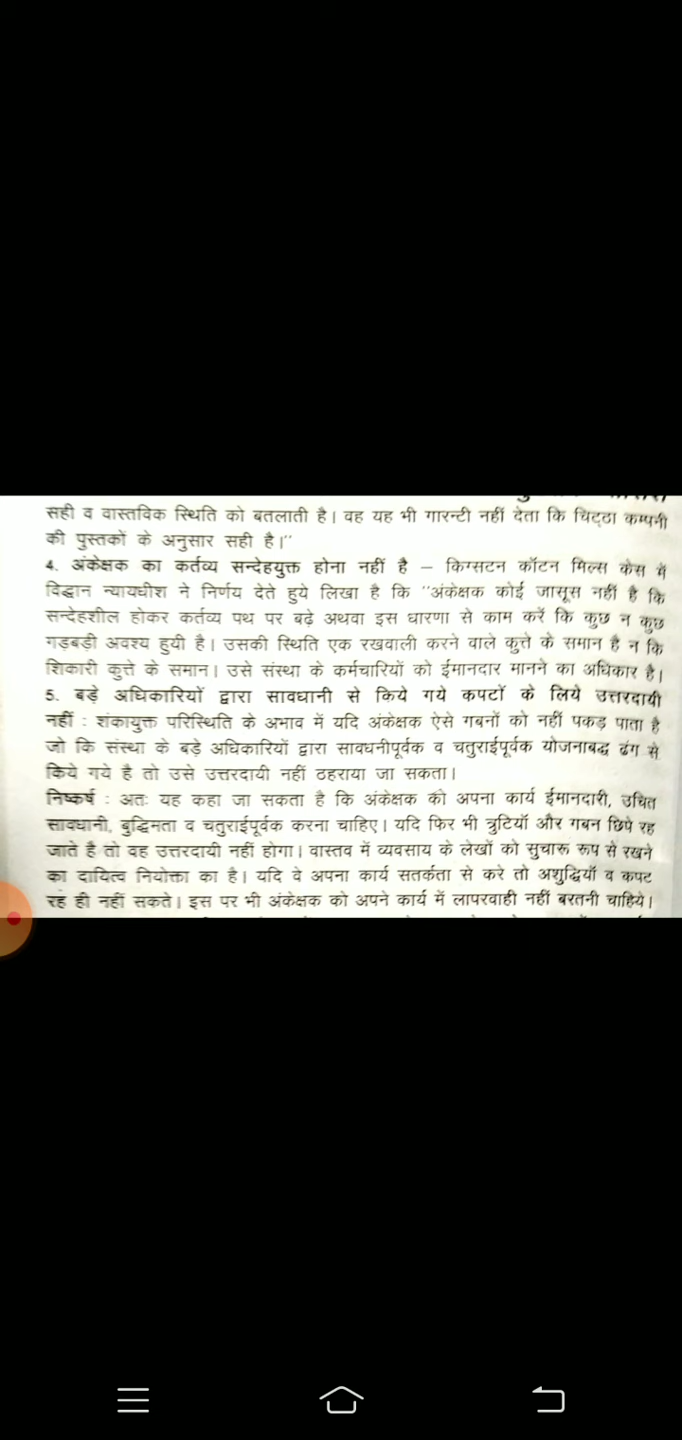 सही व वास्तविक स्थिति को बतलाती है। वह यह भी गारन्टी नहीं देता कि चिट्ठा कम्पनी
की पुस्तकों के अनुसार सही है।"
4. अंकेक्षक का कर्तव्य सन्देहयुक्त होना नहीं है – किंग्सटन कॉटन मिल्स केस में
विद्धान न्यायधीश ने निर्णय देते हुये लिखा है कि "अंकेक्षक कोई जासूस नहीं है कि
सन्देहशील होकर कर्तव्य पथ पर बढ़े अथवा इस धारणा से काम करें कि कुछ न कुछ
गड़बड़ी अवश्य हुयी है। उसकी स्थिति एक रखवाली करने वाले कुत्ते के समान है न कि
शिकारी कुत्ते के समान। उसे संस्था के कर्मचारियों को ईमानदार मानने का अधिकार है।
5. बड़े अधिकारियों द्वारा सावधानी से किये गये कपटों के लिये उत्तरदायी
नहीं : शंकायुक्त परिस्थिति के अभाव में यदि अंकेक्षक ऐसे गबनों को नहीं पकड़ पाता है
जो कि संस्था के बड़े अधिकारियों द्वारा सावधनीपूर्वक व चतुराईपूर्वक योजनाबद्ध ढंग से
किये गये है तो उसे उत्तरदायी नहीं ठहराया जा सकता।
निष्कर्ष : अतः यह कहा जा सकता है कि अंकेक्षक को अपना कार्य ईमानदारी, उचित
सावधानी, बुद्धिमता व चतुराईपूर्वक करना चाहिए। यदि फिर भी त्रुटियॉ और गबन छिपे रह
जाते है तो वह उत्तरदायी नहीं होगा। वास्तव में व्यवसाय के लेखों को सुचारू रूप से रखने
का दायित्व नियोक्ता का है। यदि वे अपना कार्य सतर्कता से करे तो अशुद्धियॉ व कपट
रह ही नहीं सकते। इस पर भी अंकेक्षक को अपने कार्य में लापरवाही नहीं बरतनी चाहिये।